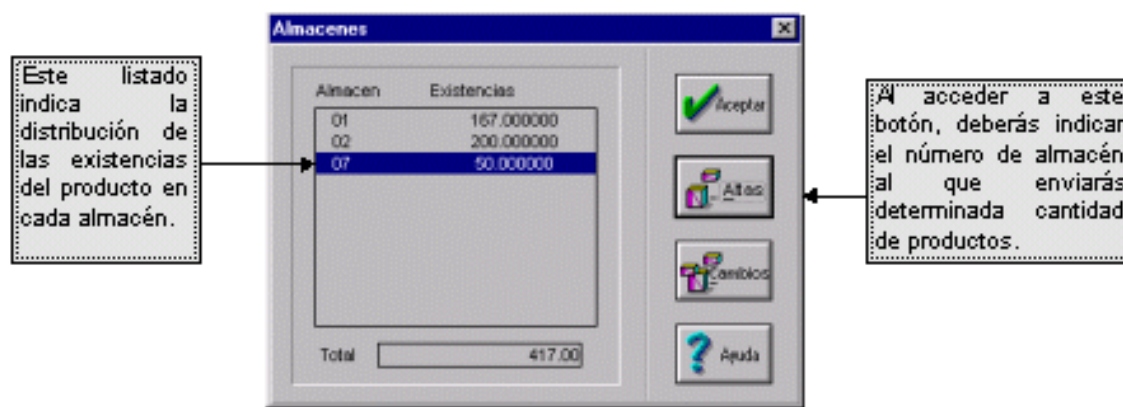 Almacenes
Este listado
indica la
distribución de
las existencias
del producto en
cada almacén.
Almacen Existencias
01 167.000000
02 200.000000
07 50.000000
Total 417.00
Aceptar
Altas
Cambios
Ayuda
Al acceder a este
botón, deberás indicar
el número de almacén
al que enviarás
determinada cantidad
de productos.